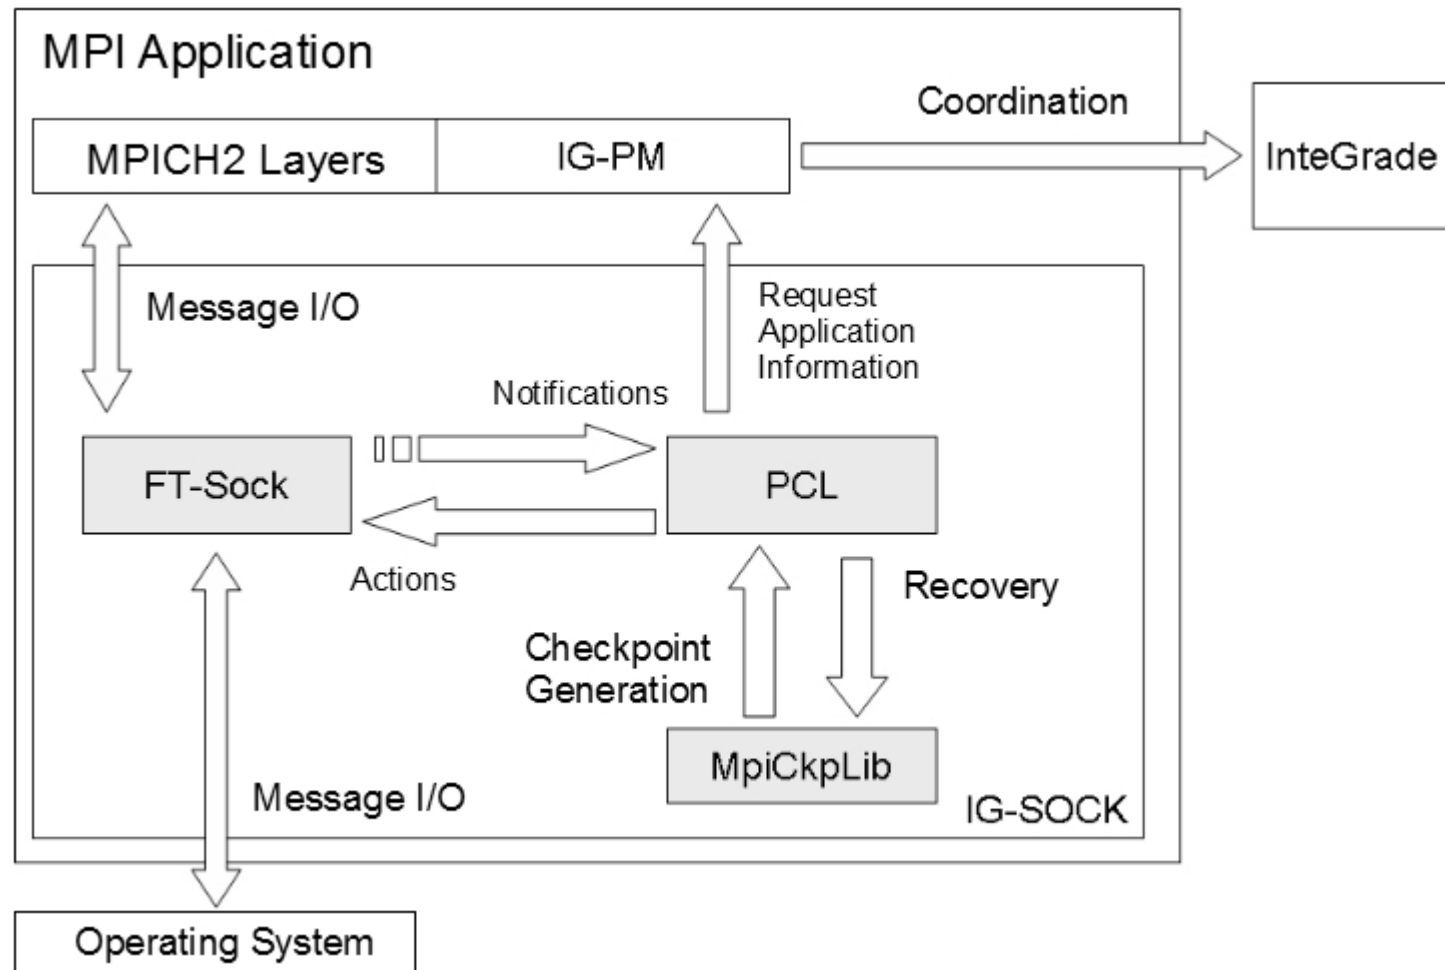 MPI Application
Coordination
MPICH2 Layers
IG-PM
InteGrade
Message I/O
Request
Application
Information
Notifications
FT-Sock
PCL
Actions
Recovery
Checkpoint
Generation
MpiCkpLib
Message I/O
IG-SOCK
Operating System